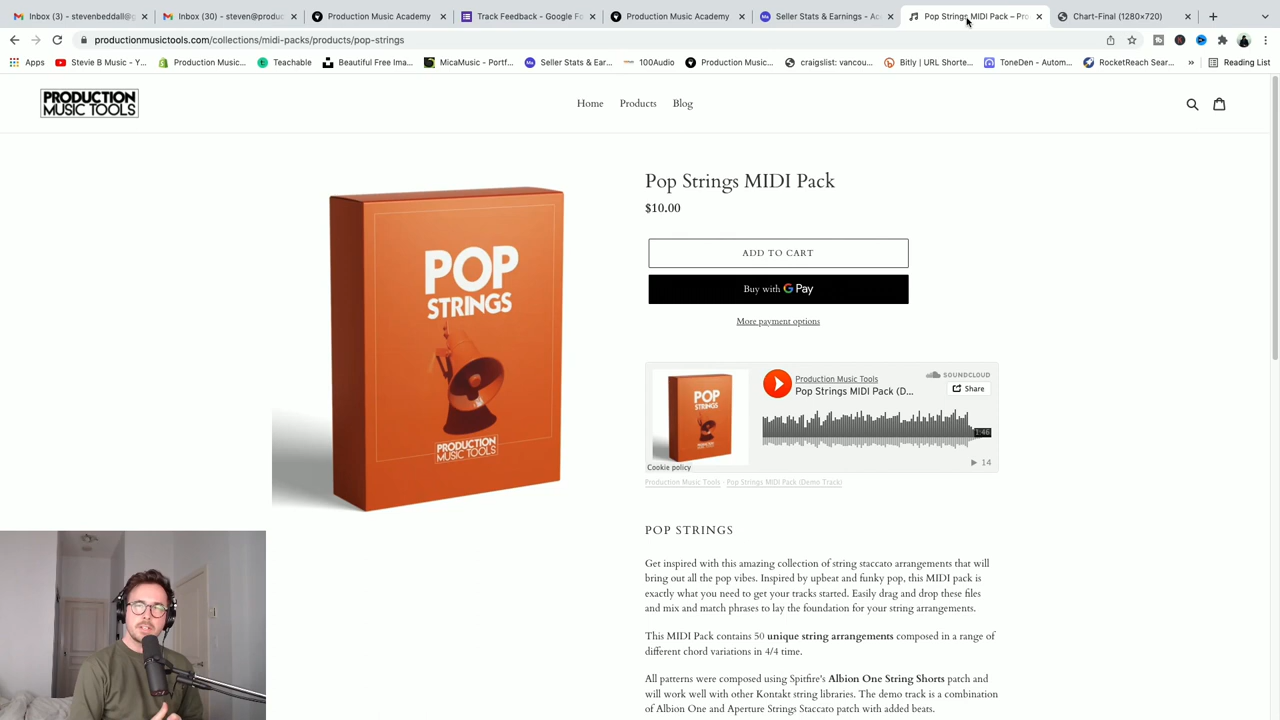 Inbox (3) – stevenbeddall@g
Inbox (30) – steven@produc
Production Music Academy
Track Feedback - Google Fo
Production Music Academy
Seller Stats & Earnings - Ac
Pop Strings MIDI Pack – Pro
Chart-Final (1280×720)
productionmusictools.com/collections/midi-packs/products/pop-strings
Apps
Stevie B Music - Y...
Production Music...
Teachable
Beautiful Free Ima...
MicaMusic - Portf...
Seller Stats & Ear...
100Audio
Production Music...
craigslist: vancou...
Bitly | URL Shorte...
ToneDen - Autom...
RocketReach Sear...
»
Reading List
PRODUCTION
MUSIC TOOLS
Home
Products
Blog
POP
STRINGS
PRODUCTION
MUSIC TOOLS
Pop Strings MIDI Pack
$10.00
ADD TO CART
Buy with G Pay
More payment options
POP
STRINGS
PRODUCTION
MUSIC TOOLS
Cookie policy
Production Music Tools
Pop Strings MIDI Pack (D...
SOUNDCLOUD
Share
1:46
14
Production Music Tools · Pop Strings MIDI Pack (Demo Track)
POP STRINGS
Get inspired with this amazing collection of string staccato arrangements that will
bring out all the pop vibes. Inspired by upbeat and funky pop, this MIDI pack is
exactly what you need to get your tracks started. Easily drag and drop these files
and mix and match phrases to lay the foundation for your string arrangements.
This MIDI Pack contains 50 unique string arrangements composed in a range of
different chord variations in 4/4 time.
All patterns were composed using Spitfire's Albion One String Shorts patch and
will work well with other Kontakt string libraries. The demo track is a combination
of Albion One and Aperture Strings Staccato patch with added beats.